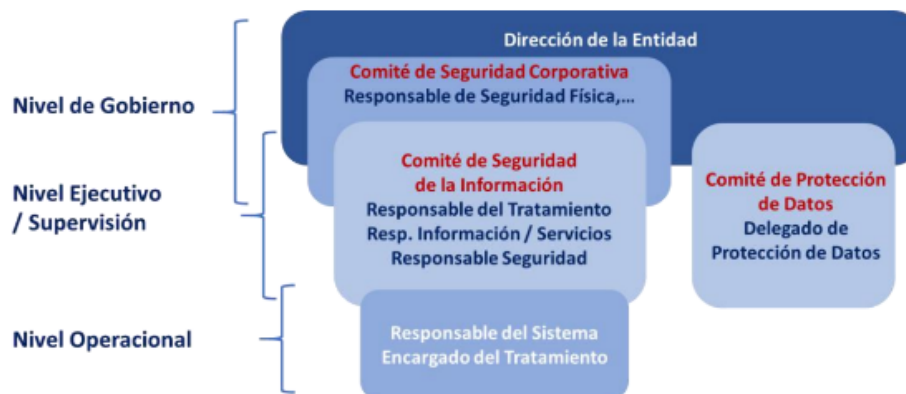 Dirección de la Entidad
Comité de Seguridad Corporativa
Responsable de Seguridad Física,...
Nivel de Gobierno
Comité de Seguridad
de la Información
Responsable del Tratamiento
Resp. Información / Servicios
Responsable Seguridad
Comité de Protección
de Datos
Delegado de
Protección de Datos
Nivel Ejecutivo
/ Supervisión
Responsable del Sistema
Encargado del Tratamiento
Nivel Operacional